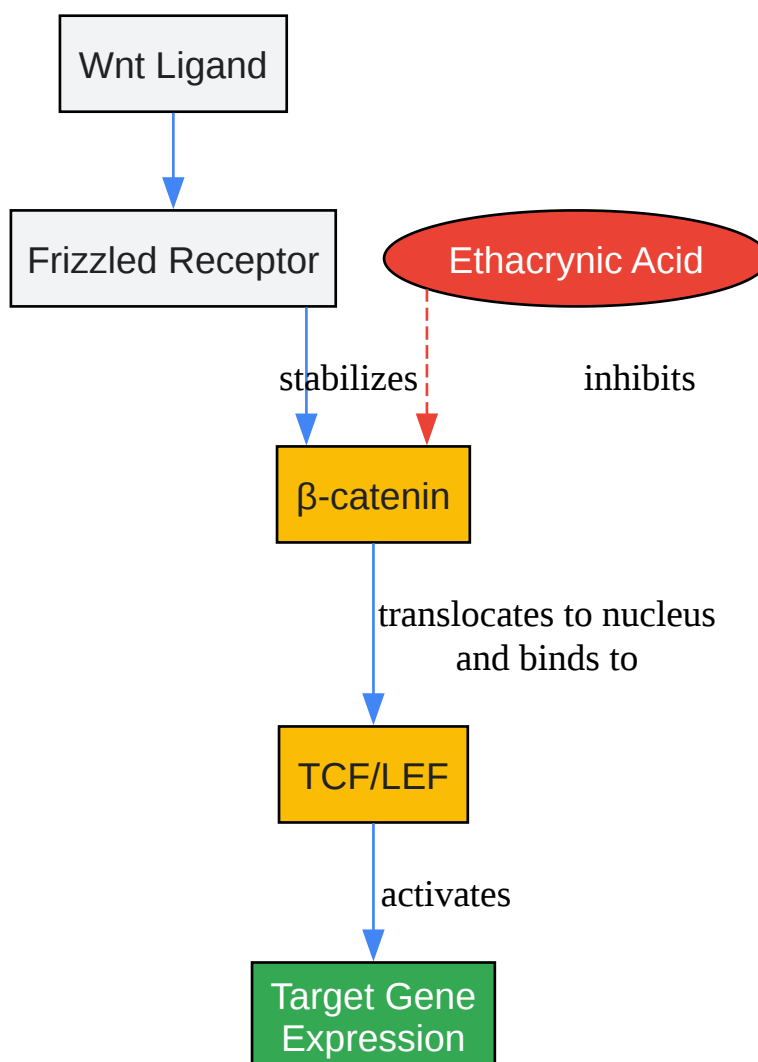 Wnt Ligand
Frizzled Receptor
Ethacrynic Acid
stabilizes
inhibits
β-catenin
translocates to nucleus
and binds to
TCF/LEF
activates
Target Gene
Expression